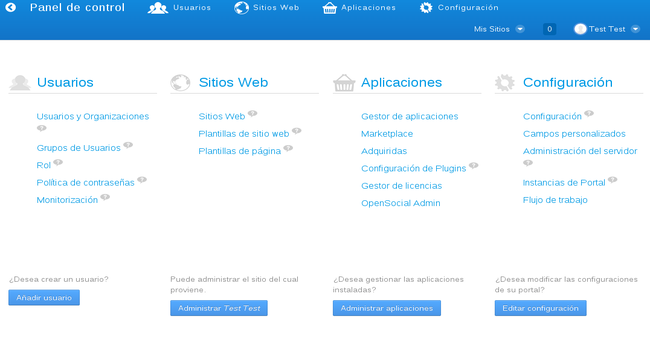 Panel de control
Usuarios
Sitios Web
Aplicaciones
Configuración
Mis Sitios
0
Test Test
Usuarios
Usuarios y Organizaciones
Grupos de Usuarios
Rol
Política de contraseñas
Monitorización
¿Desea crear un usuario?
Añadir usuario
Sitios Web
Sitios Web
Plantillas de sitio web
Plantillas de página
Puede administrar el sitio del cual
proviene.
Administrar Test Test
Aplicaciones
Gestor de aplicaciones
Marketplace
Adquiridas
Configuración de Plugins
Gestor de licencias
OpenSocial Admin
¿Desea gestionar las aplicaciones
instaladas?
Administrar aplicaciones
Configuración
Configuración
Campos personalizados
Administración del servidor
Instancias de Portal
Flujo de trabajo
¿Desea modificar las configuraciones
de su portal?
Editar configuración